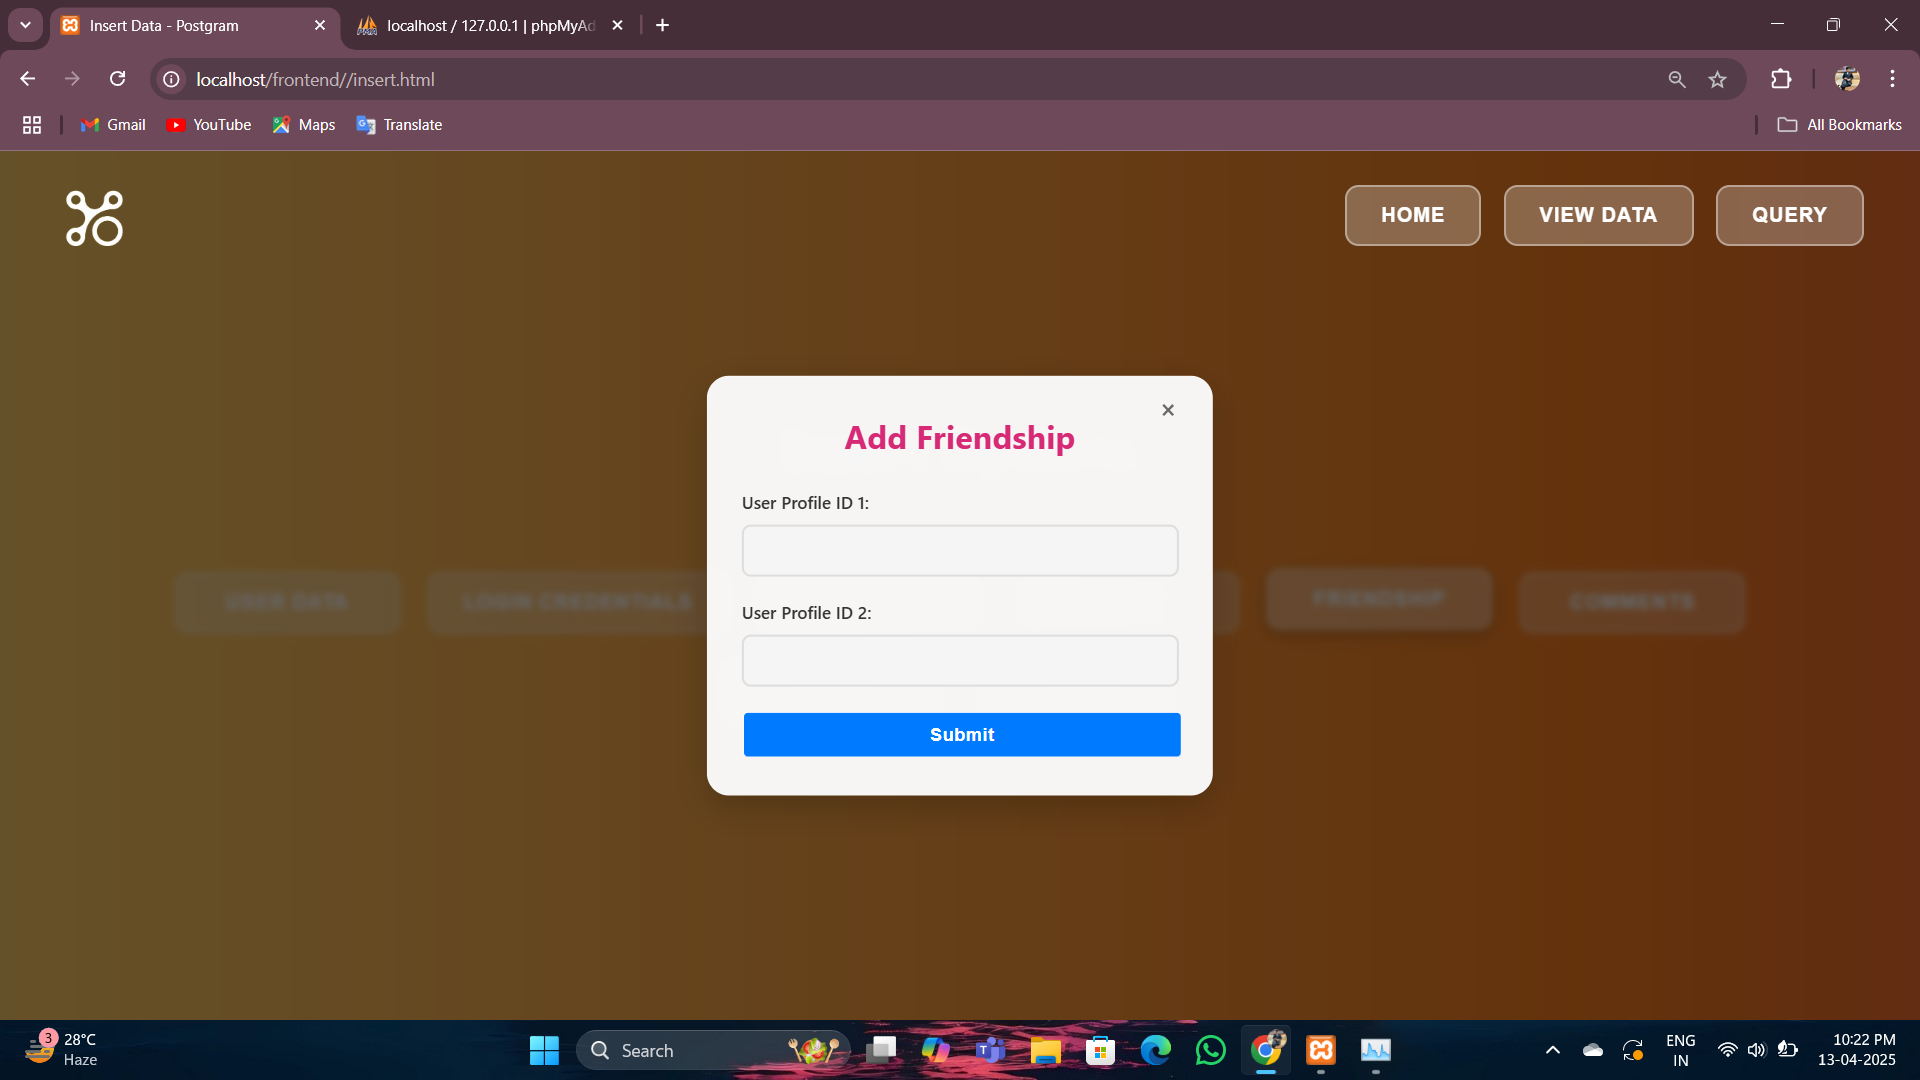 Insert Data - Postgram
localhost / 127.0.0.1 | phpMyAd
localhost/frontend//insert.html
Gmail
YouTube
Maps
Translate
All Bookmarks
HOME
VIEW DATA
QUERY
Add Friendship
User Profile ID 1:
USER DATA
LOGIN CREDENTIALS
FRIENDSHIP
COMMENTS
User Profile ID 2:
Submit
3
28°C
Haze
Search
ENG
IN
10:22 PM
13-04-2025